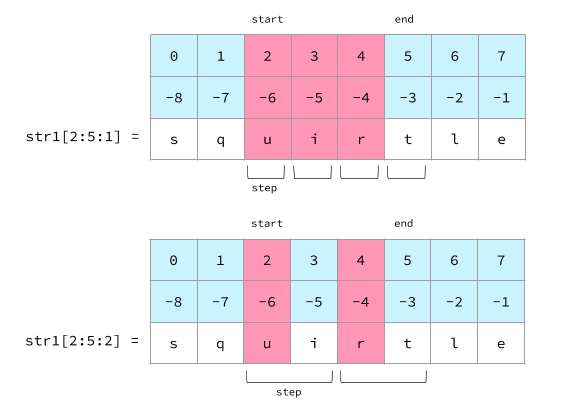 start end
0 1 2 3 4 5 6 7
-8 -7 -6 -5 -4 -3 -2 -1
str1[2:5:1] = s q u i r t l e
step
start end
0 1 2 3 4 5 6 7
-8 -7 -6 -5 -4 -3 -2 -1
str1[2:5:2] = s q u i r t l e
step